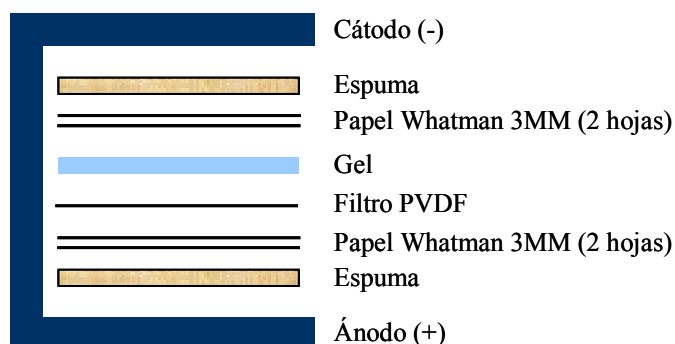 Cátodo (-)
Espuma
Papel Whatman 3MM (2 hojas)
Gel
Filtro PVDF
Papel Whatman 3MM (2 hojas)
Espuma
Ánodo (+)